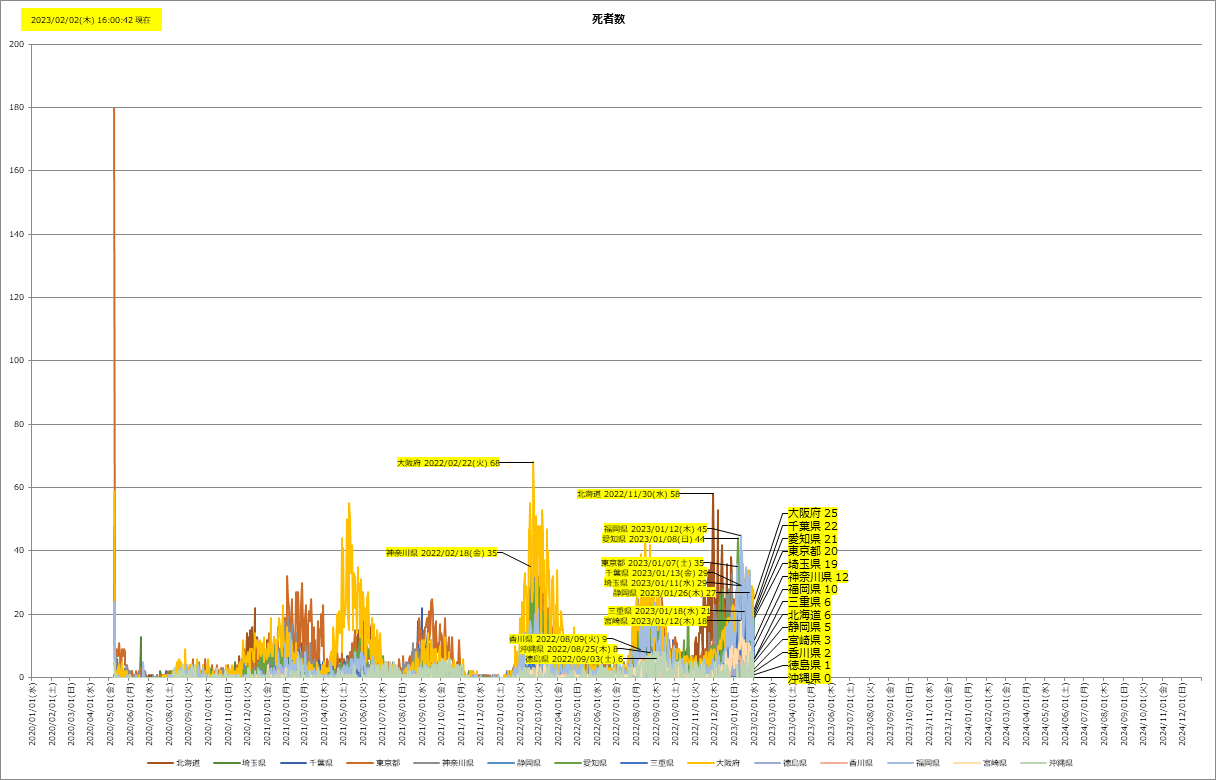 2023/02/02(木) 16:00:42 現在
死者数
200
180
160
140
120
100
80
60
40
20
0
大阪府 2022/02/22(火) 68
北海道 2022/11/30(水) 58
福岡県 2023/01/12(木) 45
愛知県 2023/01/08(日) 44
神奈川県 2022/02/18(金) 35
東京都 2023/01/07(土) 35
千葉県 2023/01/13(金) 29
埼玉県 2023/01/11(水) 29
静岡県 2023/01/26(木) 27
三重県 2023/01/18(水) 21
宮崎県 2023/01/12(木) 18
香川県 2022/08/09(火) 9
沖縄県 2022/08/25(木) 8
徳島県 2022/09/03(土) 6
大阪府 25
千葉県 22
愛知県 21
東京都 20
埼玉県 19
神奈川県 12
福岡県 10
三重県 6
北海道 6
静岡県 5
宮崎県 3
香川県 2
徳島県 1
沖縄県 0
2020/01/01(水)
2020/02/01(土)
2020/03/01(日)
2020/04/01(水)
2020/05/01(金)
2020/06/01(月)
2020/07/01(水)
2020/08/01(土)
2020/09/01(火)
2020/10/01(木)
2020/11/01(日)
2020/12/01(火)
2021/01/01(金)
2021/02/01(月)
2021/03/01(月)
2021/04/01(木)
2021/05/01(土)
2021/06/01(火)
2021/07/01(木)
2021/08/01(日)
2021/09/01(水)
2021/10/01(金)
2021/11/01(月)
2021/12/01(水)
2022/01/01(土)
2022/02/01(火)
2022/03/01(火)
2022/04/01(金)
2022/05/01(日)
2022/06/01(水)
2022/07/01(金)
2022/08/01(月)
2022/09/01(木)
2022/10/01(土)
2022/11/01(火)
2022/12/01(木)
2023/01/01(日)
2023/02/01(水)
2023/03/01(水)
2023/04/01(土)
2023/05/01(月)
2023/06/01(木)
2023/07/01(土)
2023/08/01(火)
2023/09/01(金)
2023/10/01(日)
2023/11/01(水)
2023/12/01(金)
2024/01/01(月)
2024/02/01(木)
2024/03/01(金)
2024/04/01(月)
2024/05/01(水)
2024/06/01(土)
2024/07/01(月)
2024/08/01(木)
2024/09/01(日)
2024/10/01(火)
2024/11/01(金)
2024/12/01(日)
北海道 埼玉県 千葉県 東京都 神奈川県 静岡県 愛知県 三重県 大阪府 徳島県 香川県 福岡県 宮崎県 沖縄県